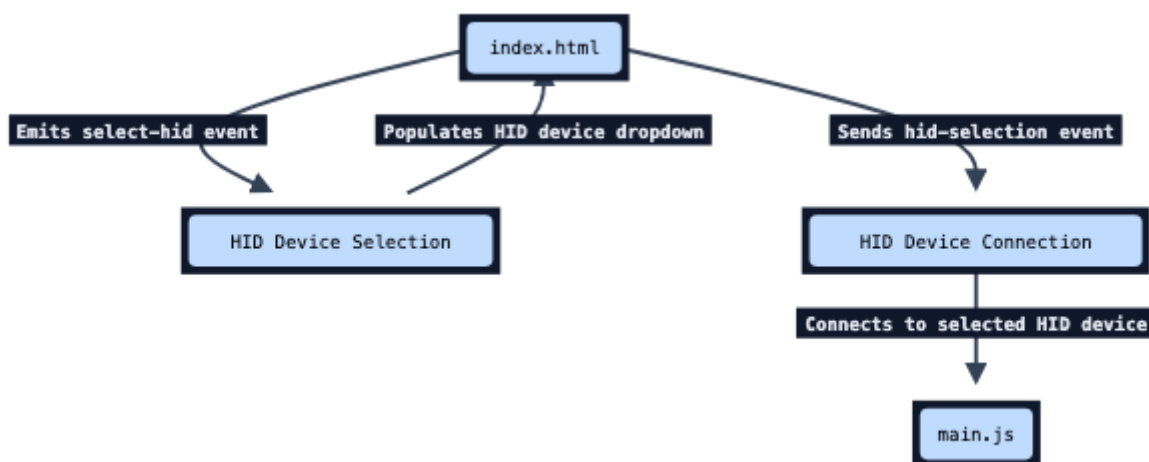 index.html
Emits select-hid event
Populates HID device dropdown
Sends hid-selection event
HID Device Selection
HID Device Connection
Connects to selected HID device
main.js